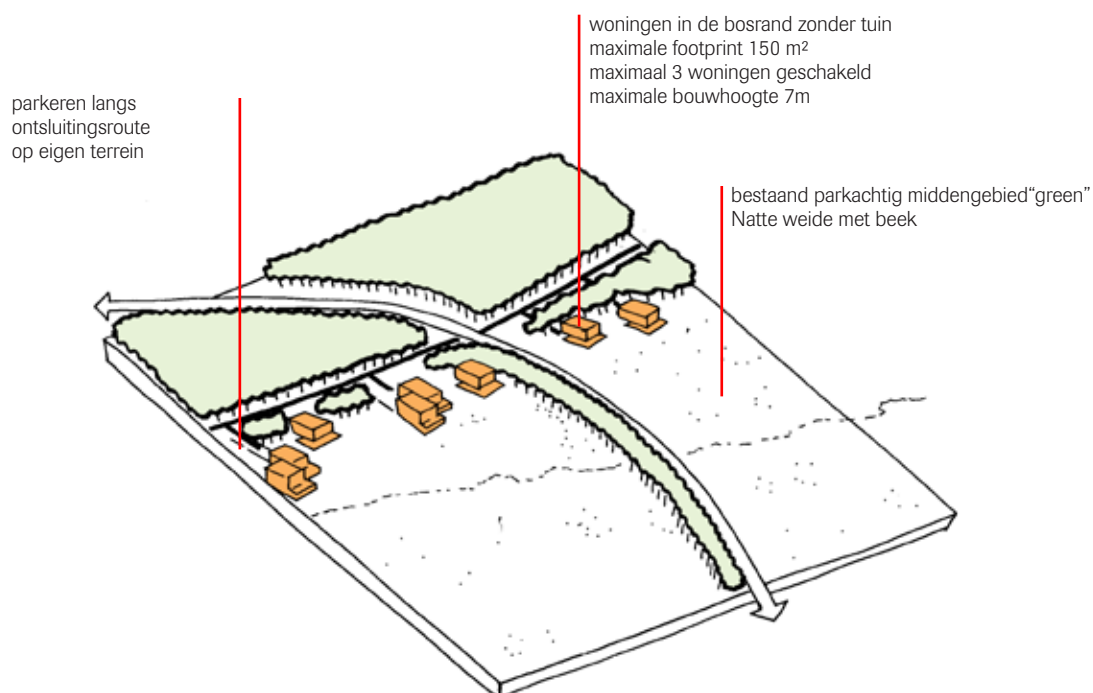 woningen in de bosrand zonder tuin
maximale footprint 150 m²
maximaal 3 woningen geschakeld
maximale bouwhoogte 7m
parkeren langs
ontsluitingsroute
op eigen terrein
bestaand parkachtig middengebied“green”
Natte weide met beek